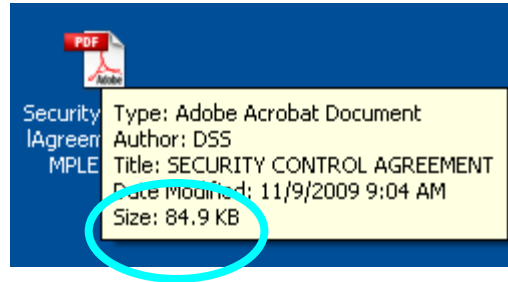 PDF
Adobe
Security
lAgreem
MPLE
Type: Adobe Acrobat Document
Author: DSS
Title: SECURITY CONTROL AGREEMENT
Date Modified: 11/9/2009 9:04 AM
Size: 84.9 KB